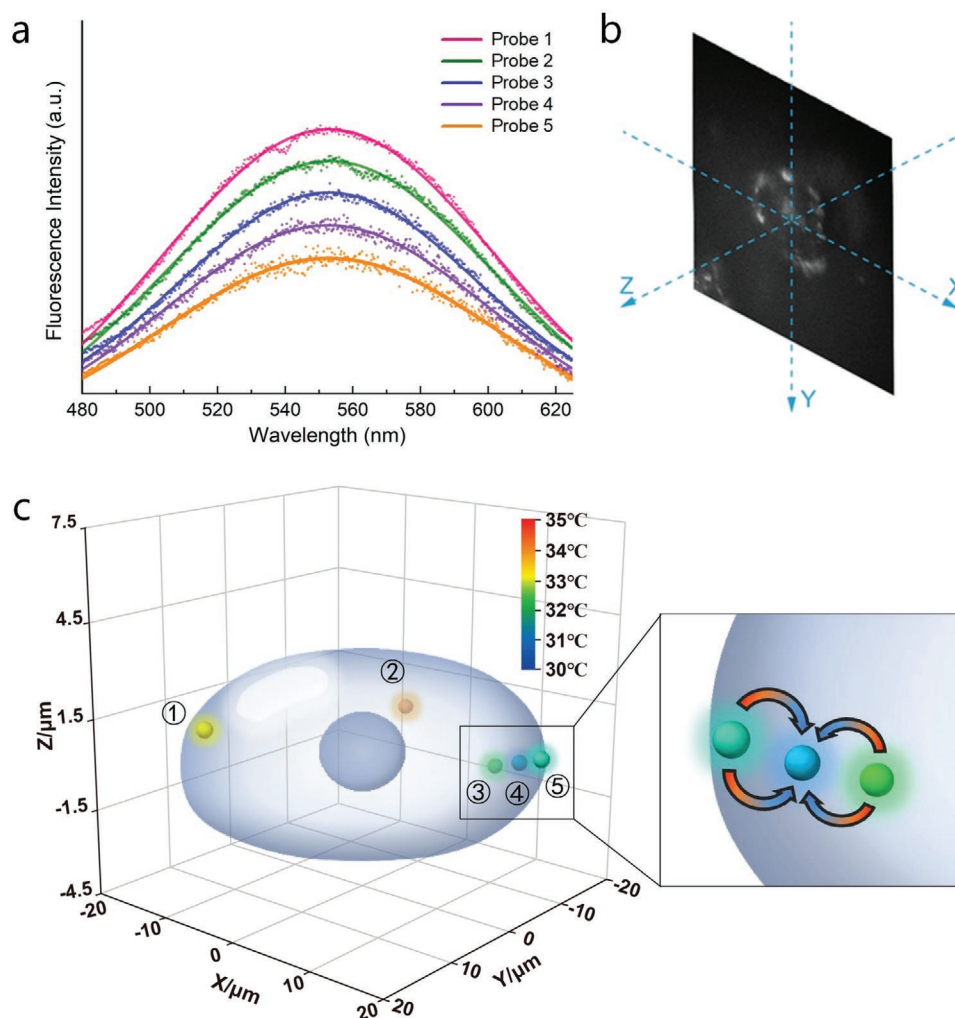 a
Fluorescence Intensity (a.u.)
Probe 1
Probe 2
Probe 3
Probe 4
Probe 5
480 500 520 540 560 580 600 620
Wavelength (nm)
b
Z
X
Y
c
7.5
4.5
1.5
-1.5
-4.5
Z/μm
-20
-10
0
10
20
X/μm
20
10
0
-10
-20
Y/μm
35℃
34℃
33℃
32℃
31℃
30℃
①
②
③
④
⑤